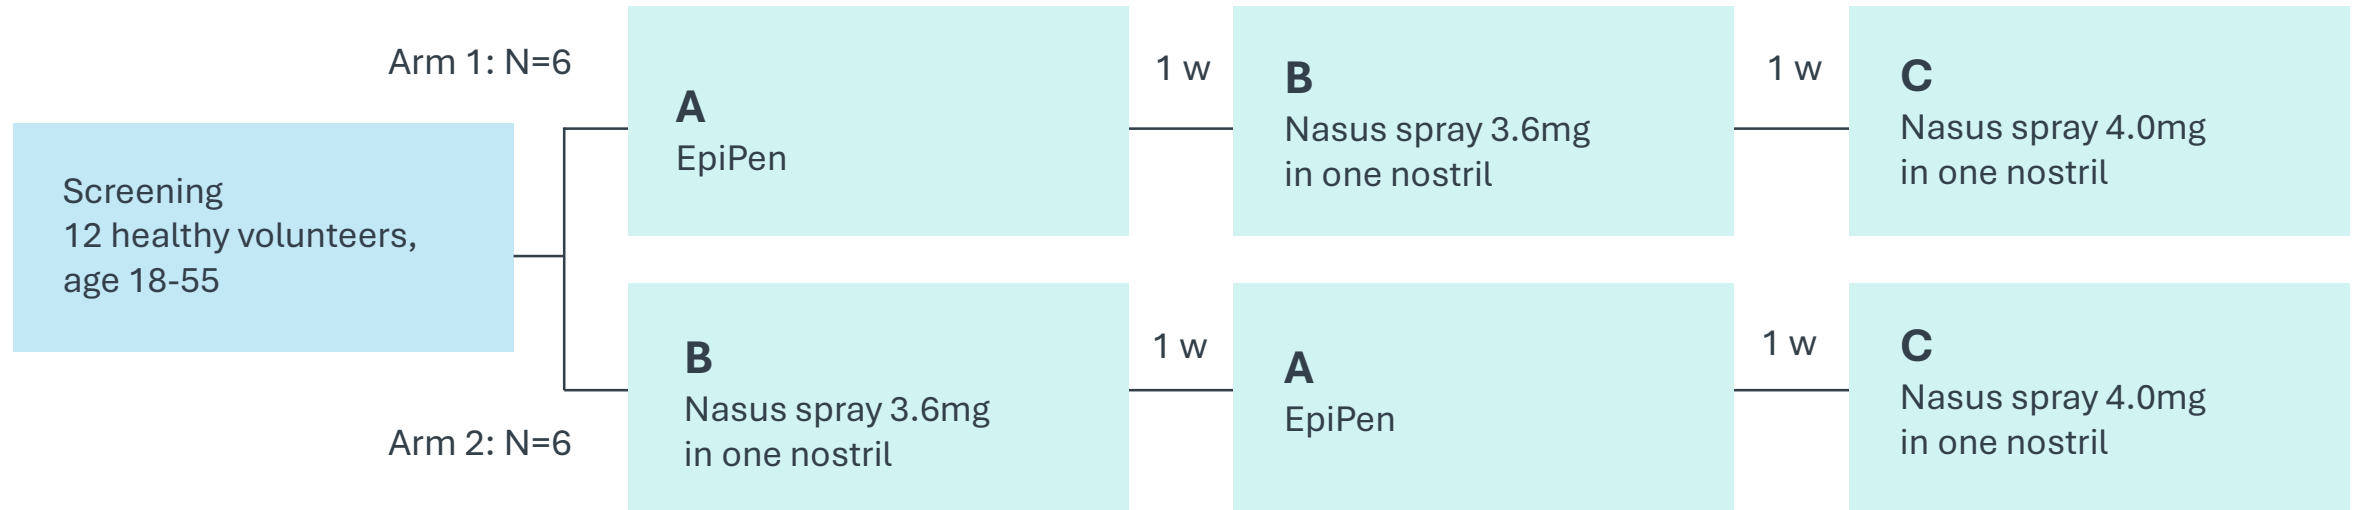 Screening
12 healthy volunteers,
age 18-55
Arm 1: N=6
A
EpiPen
1 w
B
Nasus spray 3.6mg
in one nostril
1 w
C
Nasus spray 4.0mg
in one nostril
Arm 2: N=6
B
Nasus spray 3.6mg
in one nostril
1 w
A
EpiPen
1 w
C
Nasus spray 4.0mg
in one nostril